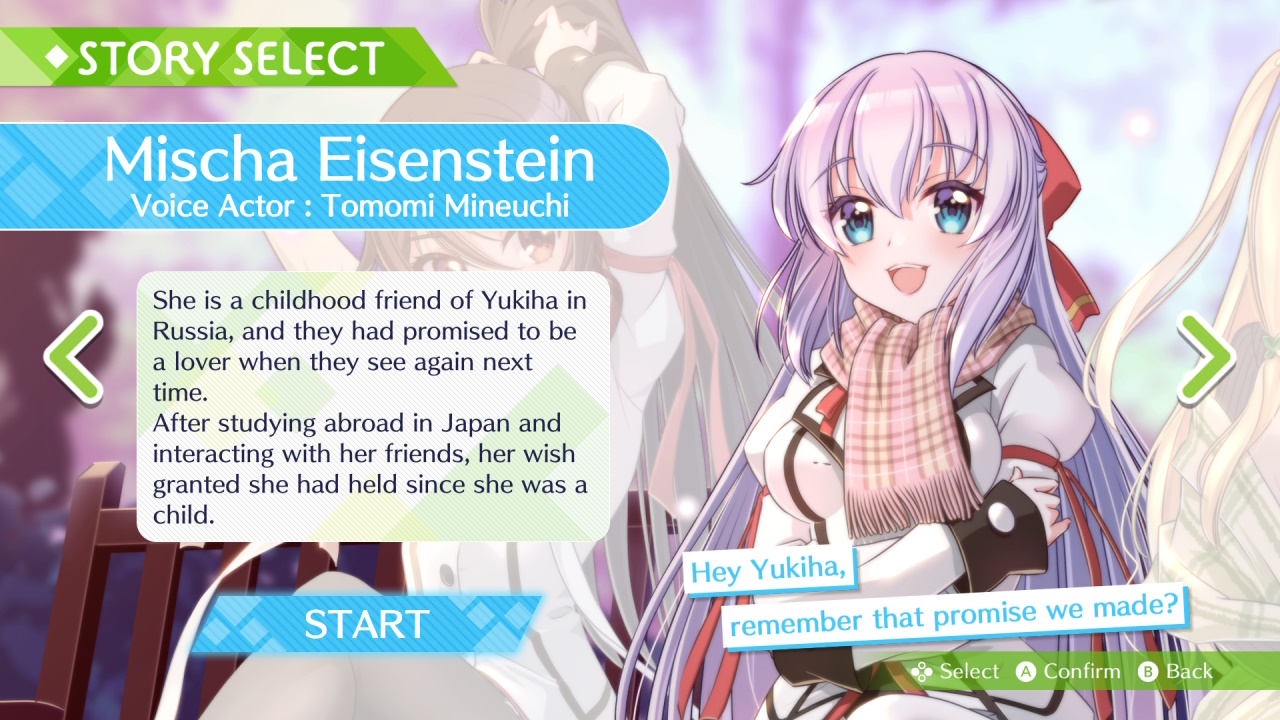 STORY SELECT
Mischa Eisenstein
Voice Actor : Tomomi Mineuchi
She is a childhood friend of Yukiha in
Russia, and they had promised to be
a lover when they see again next
time.
After studying abroad in Japan and
interacting with her friends, her wish
granted she had held since she was a
child.
START
Hey Yukiha,
remember that promise we made?
Select A Confirm B Back